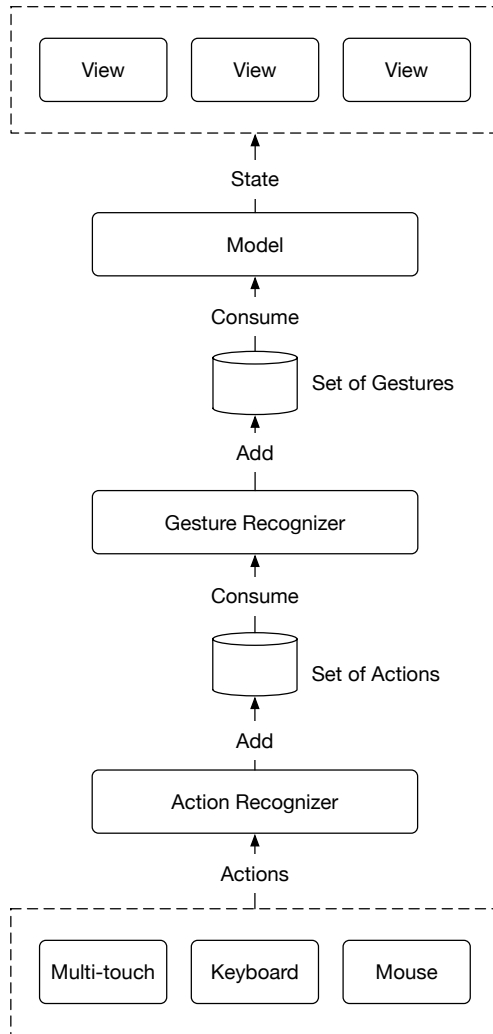 View View View
State
Model
Consume
Set of Gestures
Add
Gesture Recognizer
Consume
Set of Actions
Add
Action Recognizer
Actions
Multi-touch Keyboard Mouse